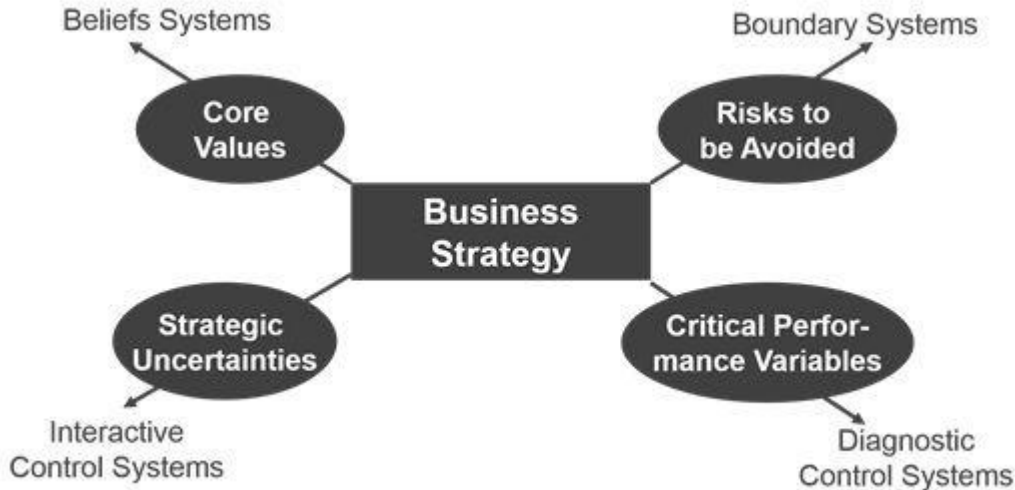 Beliefs Systems
Boundary Systems
Core
Values
Risks to
be Avoided
Business
Strategy
Strategic
Uncertainties
Critical Perfor-
mance Variables
Interactive
Control Systems
Diagnostic
Control Systems